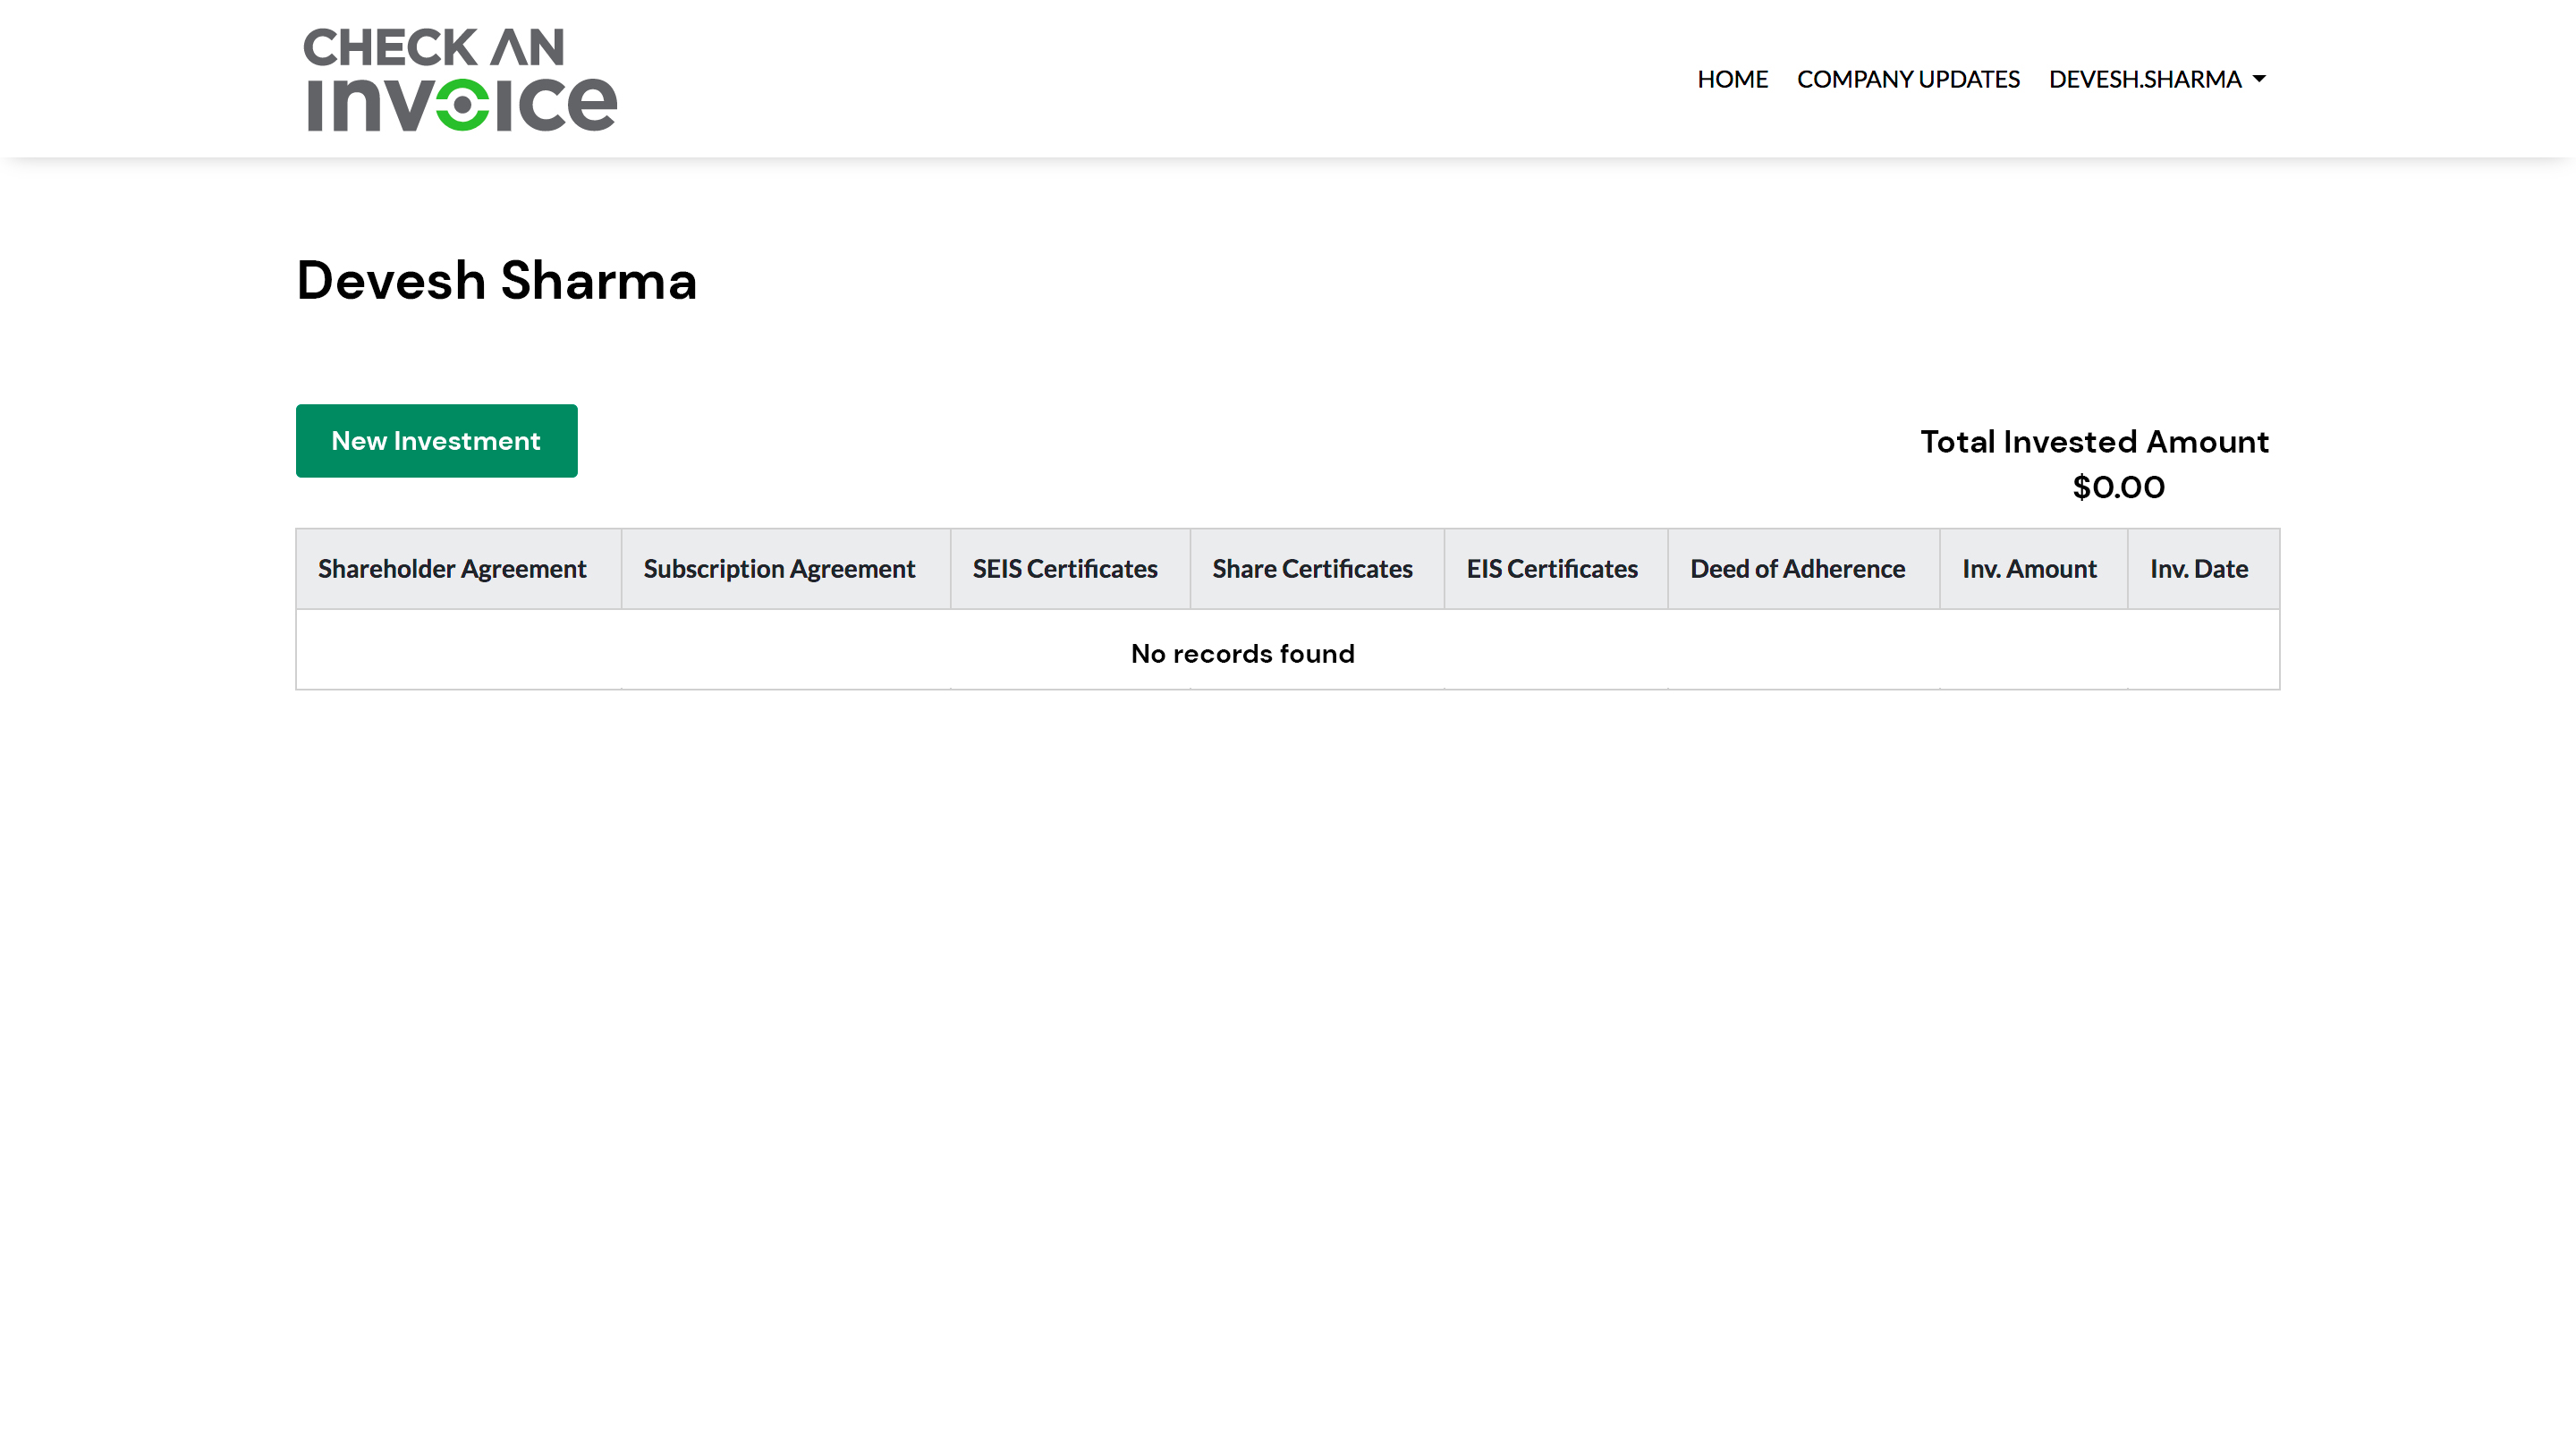 CHECK AN
invoice
HOME COMPANY UPDATES DEVESH.SHARMA
Devesh Sharma
New Investment
Total Invested Amount
$0.00
Shareholder Agreement Subscription Agreement SEIS Certificates Share Certificates EIS Certificates Deed of Adherence Inv. Amount Inv. Date
No records found